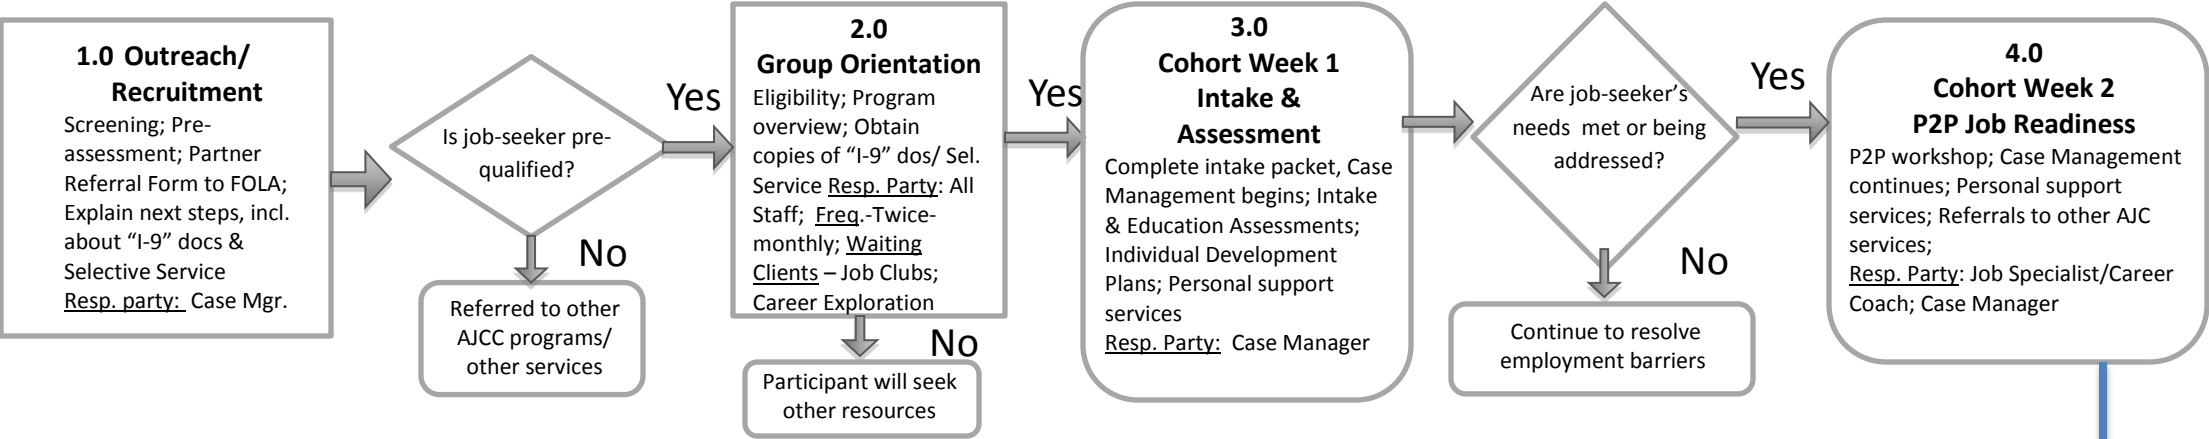 1.0 Outreach/
Recruitment
Screening; Pre-
assessment; Partner
Referral Form to FOLA;
Explain next steps, incl.
about “I-9” docs &
Selective Service
Resp. party: Case Mgr.
Is job-seeker pre-
qualified?
Yes
No
Referred to other
AJCC programs/
other services
2.0
Group Orientation
Eligibility; Program
overview; Obtain
copies of “I-9” dos/ Sel.
Service Resp. Party: All
Staff; Freq.-Twice-
monthly; Waiting
Clients – Job Clubs;
Career Exploration
Yes
No
Participant will seek
other resources
3.0
Cohort Week 1
Intake &
Assessment
Complete intake packet, Case
Management begins; Intake
& Education Assessments;
Individual Development
Plans; Personal support
services
Resp. Party: Case Manager
Are job-seeker’s
needs met or being
addressed?
Yes
No
Continue to resolve
employment barriers
4.0
Cohort Week 2
P2P Job Readiness
P2P workshop; Case Management
continues; Personal support
services; Referrals to other AJC
services;
Resp. Party: Job Specialist/Career
Coach; Case Manager